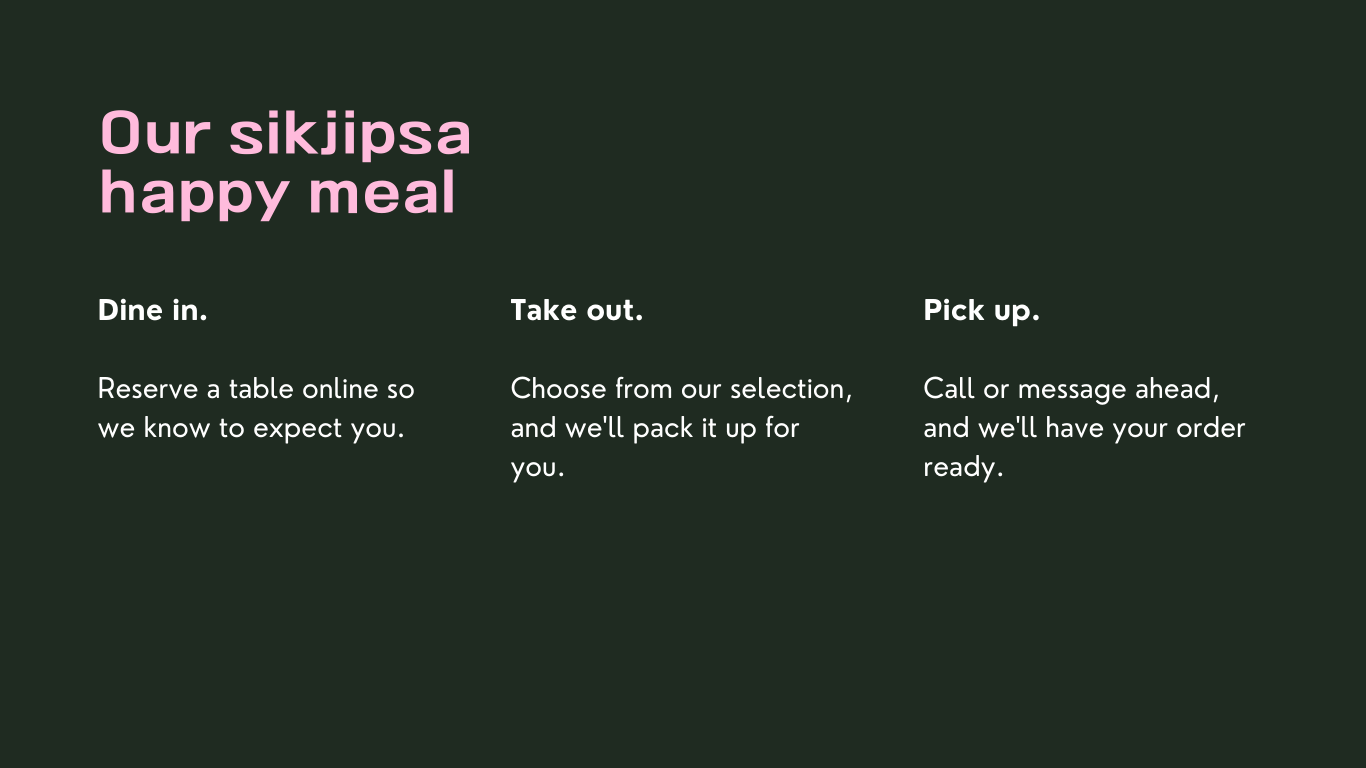 Our sikjipsa
happy meal
Dine in.
Reserve a table online so
we know to expect you.
Take out.
Choose from our selection,
and we'll pack it up for
you.
Pick up.
Call or message ahead,
and we'll have your order
ready.